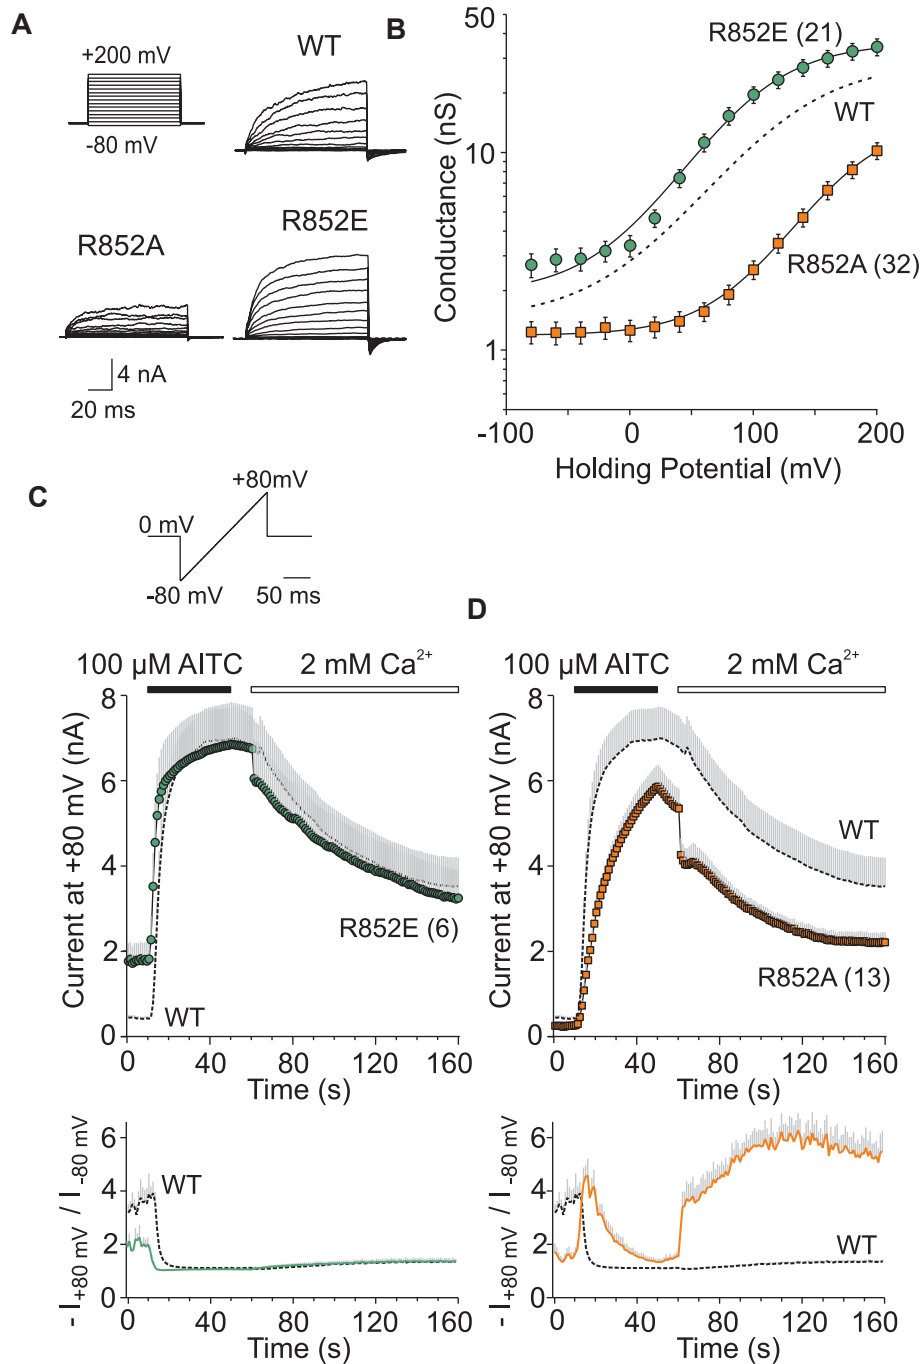 A
+200 mV
-80 mV
WT
R852A
R852E
4 nA
20 ms
B
R852E (21)
WT
R852A (32)
50
10
1
Conductance (nS)
-100
0
100
200
Holding Potential (mV)
C
+80mV
0 mV
-80 mV
50 ms
100 µM AITC
2 mM Ca²⁺
8
6
4
2
0
Current at +80 mV (nA)
R852E (6)
WT
0
40
80
120
160
Time (s)
6
4
2
0
- I+80 mV / I-80 mV
WT
0
40
80
120
160
Time (s)
D
100 µM AITC
2 mM Ca²⁺
8
6
4
2
0
Current at +80 mV (nA)
WT
R852A (13)
0
40
80
120
160
Time (s)
6
4
2
0
- I+80 mV / I-80 mV
WT
0
40
80
120
160
Time (s)